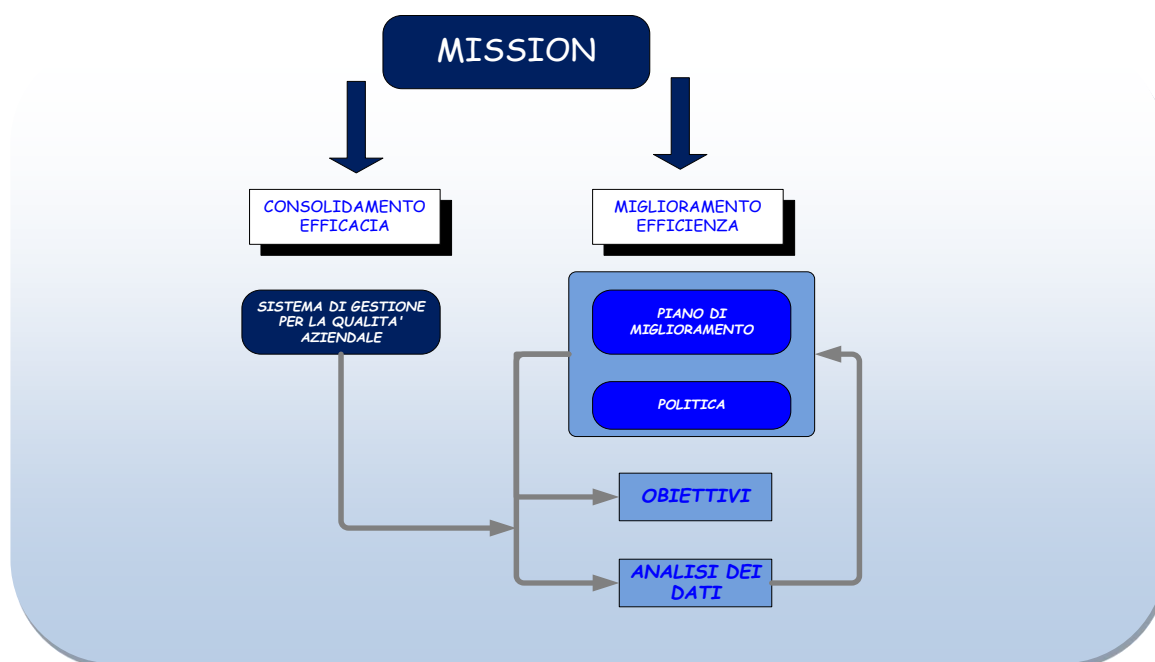 MISSION
CONSOLIDAMENTO
EFFICACIA
MIGLIORAMENTO
EFFICIENZA
SISTEMA DI GESTIONE
PER LA QUALITA'
AZIENDALE
PIANO DI
MIGLIORAMENTO
POLITICA
OBIETTIVI
ANALISI DEI
DATI